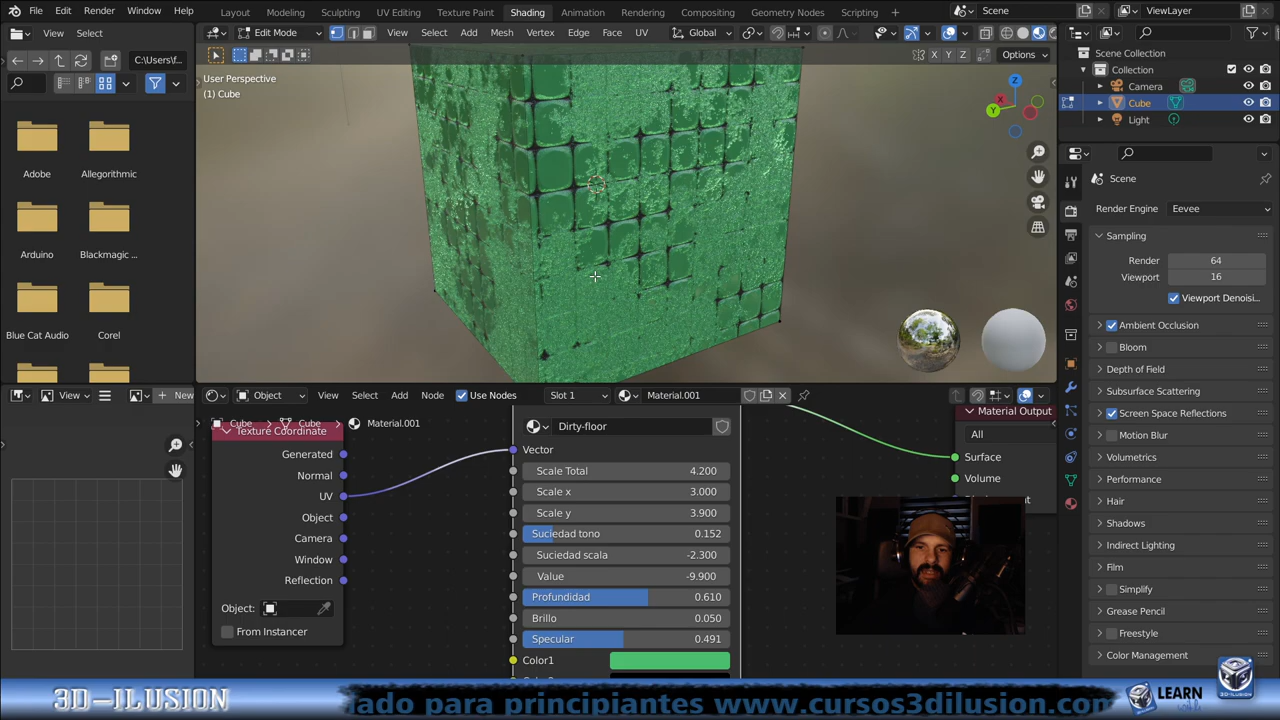 File Edit Render Window Help
Layout Modeling Sculpting UV Editing Texture Paint Shading Animation Rendering Compositing Geometry Nodes Scripting
Scene
ViewLayer
View Select
C:\Users\f...
Adobe
Allegorithmic
Arduino
Blackmagic ...
Blue Cat Audio
Corel
Edit Mode View Select Add Mesh Vertex Edge Face UV Global
Options
X Y Z
User Perspective
(1) Cube
Z
X
Y
Scene Collection
Collection
Camera
Cube
Light
Scene
Render Engine Eevee
Sampling
Render 64
Viewport 16
Viewport Denoisi...
Ambient Occlusion
Bloom
Depth of Field
Subsurface Scattering
Screen Space Reflections
Motion Blur
Volumetrics
Performance
Hair
Shadows
Indirect Lighting
Film
Simplify
Grease Pencil
Freestyle
Color Management
View
New
Object View Select Add Node Use Nodes Slot 1 Material.001
Cube Cube Material.001
Texture Coordinate
Generated
Normal
UV
Object
Camera
Window
Reflection
Object:
From Instancer
Dirty-floor
Vector
Scale Total 4.200
Scale x 3.000
Scale y 3.900
Suciedad tono 0.152
Suciedad scala -2.300
Value -9.900
Profundidad 0.610
Brillo 0.050
Specular 0.491
Color1
Material Output
All
Surface
Volume
3D-ILUSION
ado para principiantes www.cursos3dilusion.com
LEARN